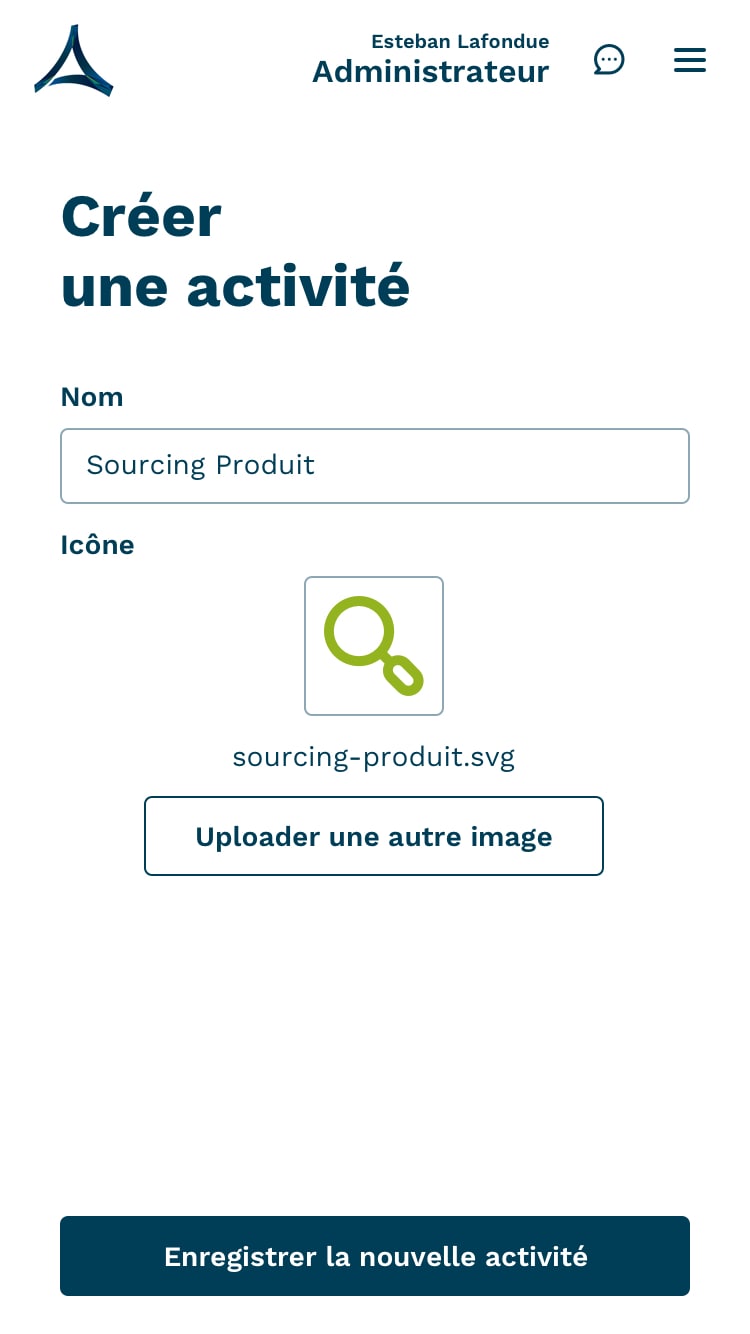 Esteban Lafondue
Administrateur
Créer
une activité
Nom
Sourcing Produit
Icône
sourcing-produit.svg
Uploader une autre image
Enregistrer la nouvelle activité